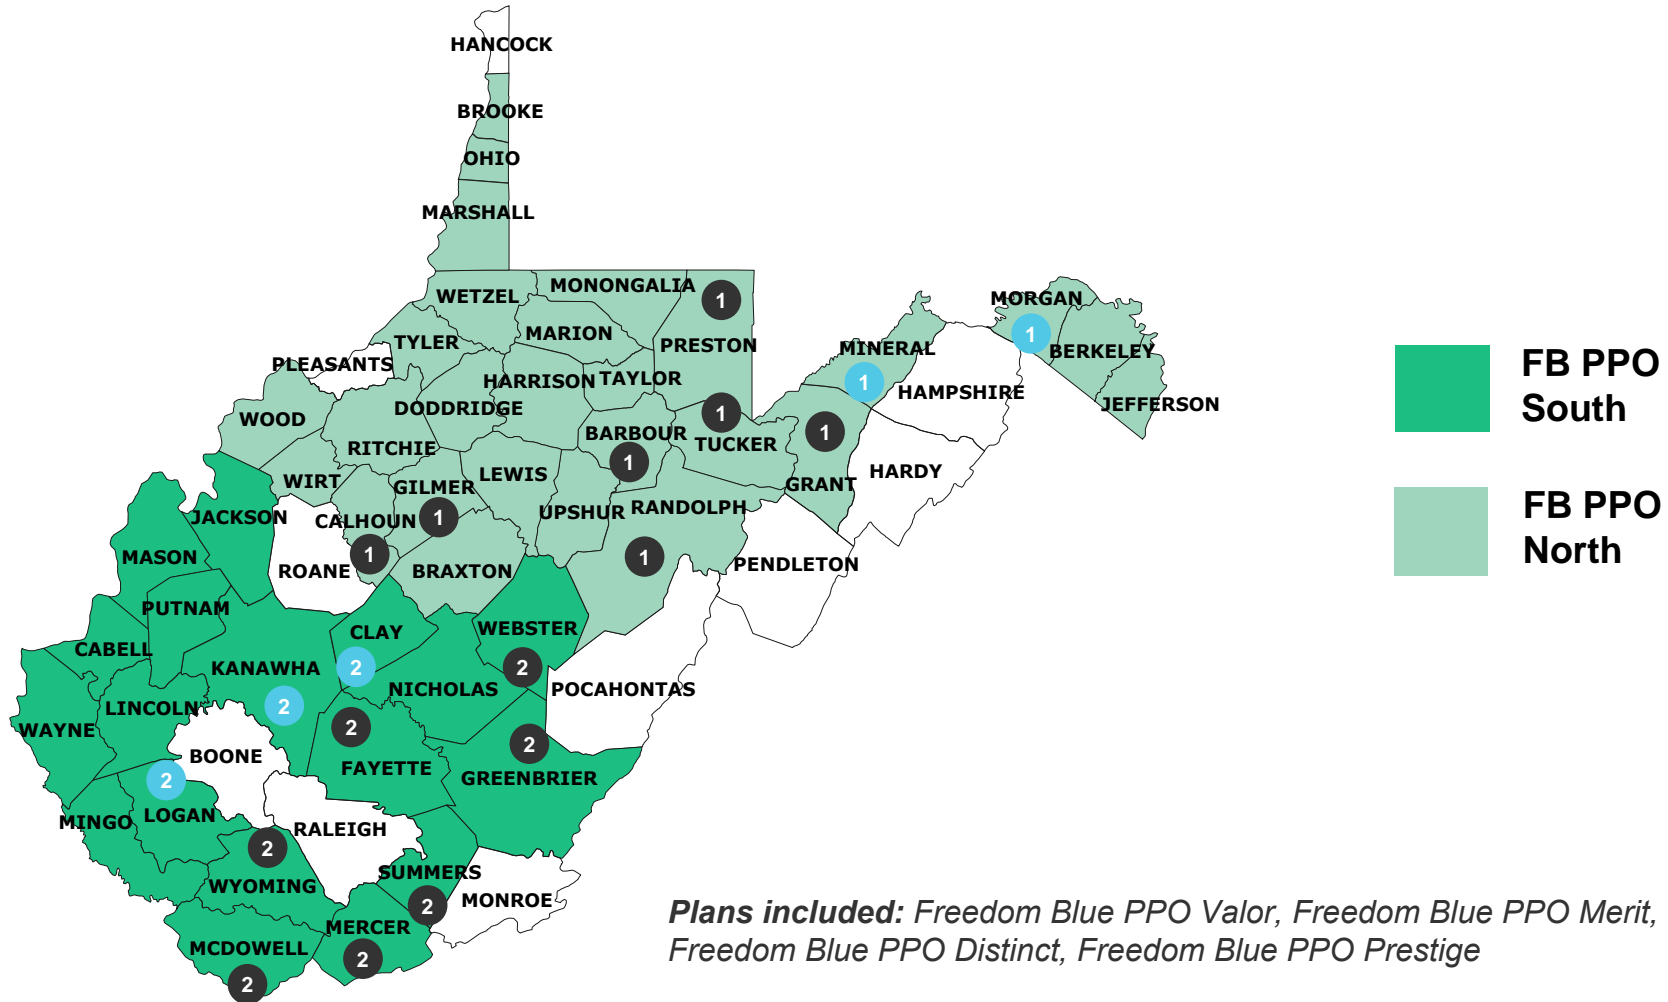 HANCOCK
BROOKE
OHIO
MARSHALL
WETZEL
MONONGALIA
1
MORGAN
1
TYLER
MARION
PRESTON
MINERAL
1
BERKELEY
PLEASANTS
HARRISON
TAYLOR
HAMPSHIRE
JEFFERSON
WOOD
DODDRIDGE
1
TUCKER
BARBOUR
1
1
GRANT
RITCHIE
HARDY
WIRT
GILMER
1
LEWIS
UPSHUR
RANDOLPH
1
JACKSON
CALHOUN
1
MASON
ROANE
BRAXTON
PENDLETON
PUTNAM
CLAY
2
WEBSTER
2
CABELL
KANAWHA
2
NICHOLAS
POCAHONTAS
LINCOLN
WAYNE
2
2
BOONE
FAYETTE
GREENBRIER
2
LOGAN
MINGO
RALEIGH
2
WYOMING
SUMMERS
2
MONROE
MERCER
2
MCDOWELL
2
FB PPO
South
FB PPO
North
Plans included: Freedom Blue PPO Valor, Freedom Blue PPO Merit,
Freedom Blue PPO Distinct, Freedom Blue PPO Prestige